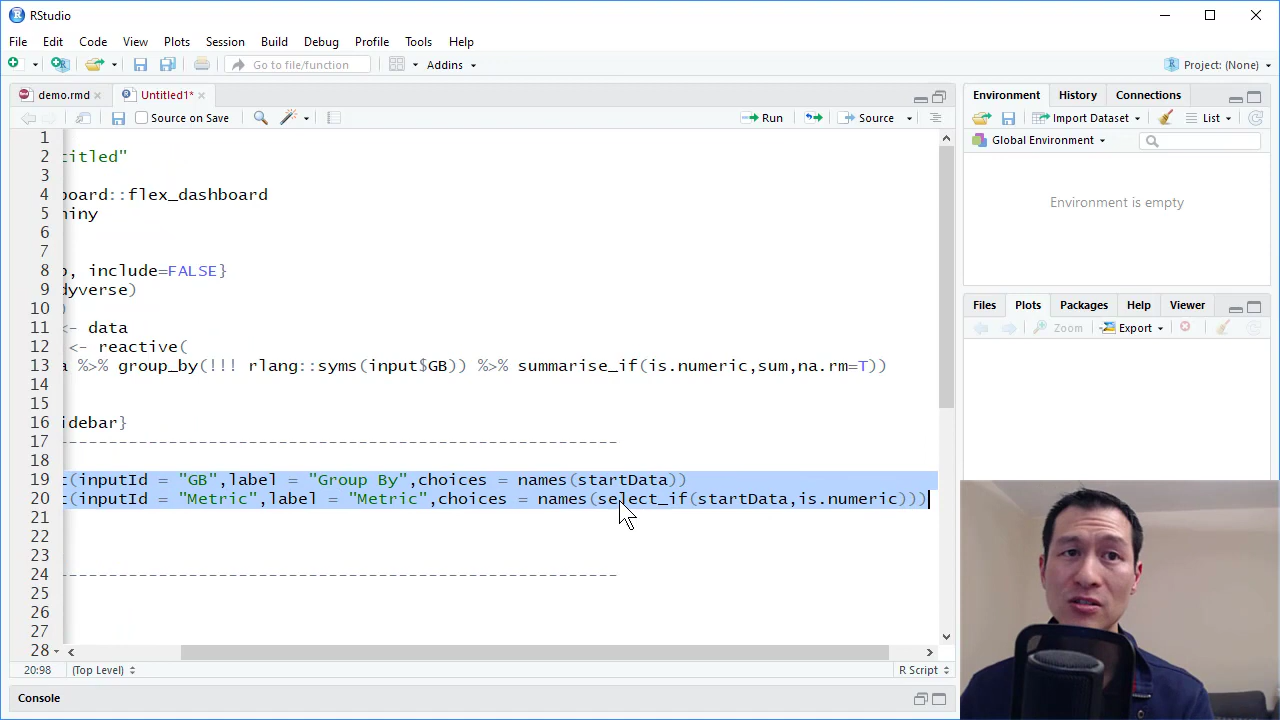 RStudio
File Edit Code View Plots Session Build Debug Profile Tools Help
Go to file/function Addins Project: (None)
demo.rmd Untitled1* Environment History Connections
Source on Save Run Source Import Dataset List
Global Environment
1
2 titled"
3
4 board::flex_dashboard
5 hiny
6
7
8 p, include=FALSE}
9 dyverse)
10 )
11 <- data
12 <- reactive(
13 a %>% group_by(!!! rlang::syms(input$GB)) %>% summarise_if(is.numeric,sum,na.rm=T))
14
15
16 idebar}
17 --------------------------------------------------------
18
19 t(inputId = "GB",label = "Group By",choices = names(startData))
20 t(inputId = "Metric",label = "Metric",choices = names(select_if(startData,is.numeric)))
21
22
23
24 --------------------------------------------------------
25
26
27
28
20:98 (Top Level) R Script
Console
Environment is empty
Files Plots Packages Help Viewer
Zoom Export